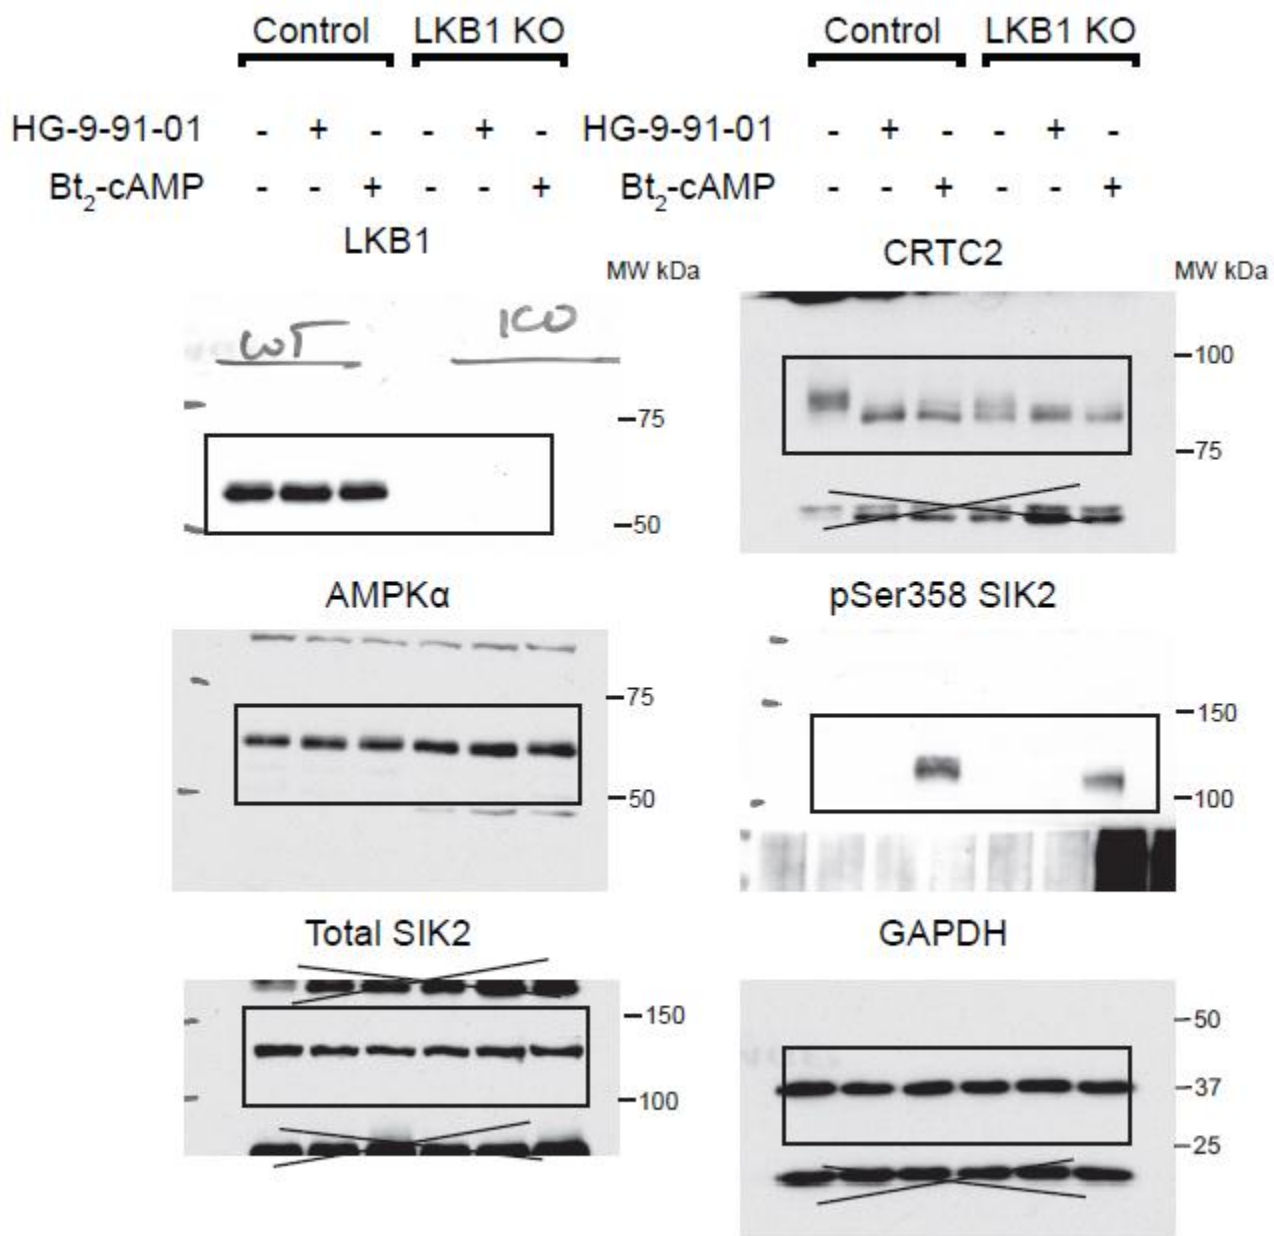 Control LKB1 KO Control LKB1 KO
HG-9-91-01 - + - - + - HG-9-91-01 - + - - + -
Bt₂-cAMP - - + - - + Bt₂-cAMP - - + - - +
LKB1 CRTC2
MW kDa MW kDa
WT KO
-100
-75
-75
-50
AMPKα pSer358 SIK2
-75
-150
-50 -100
Total SIK2 GAPDH
-150 -50
-100 -37
-25